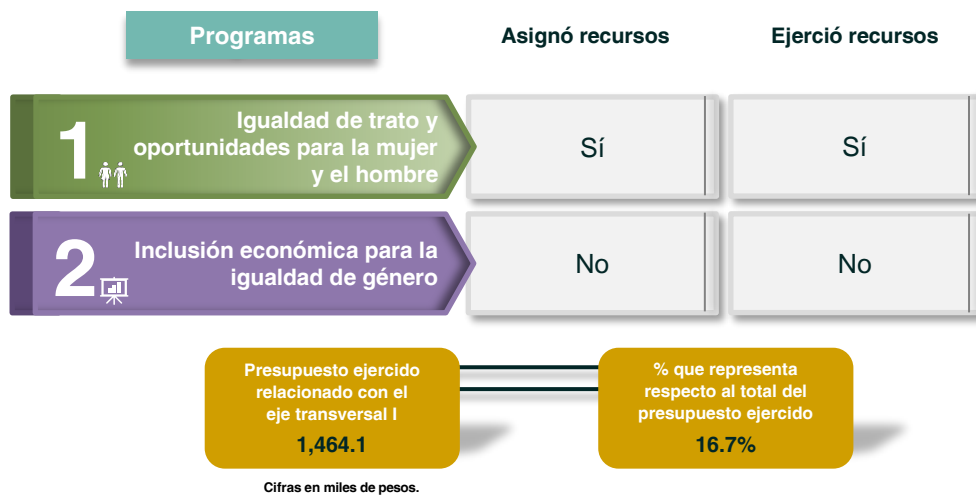 Programas
Asignó recursos
Ejerció recursos
1
Igualdad de trato y
oportunidades para la mujer
y el hombre
Sí
Sí
2
Inclusión económica para la
igualdad de género
No
No
Presupuesto ejercido
relacionado con el
eje transversal I
1,464.1
% que representa
respecto al total del
presupuesto ejercido
16.7%
Cifras en miles de pesos.